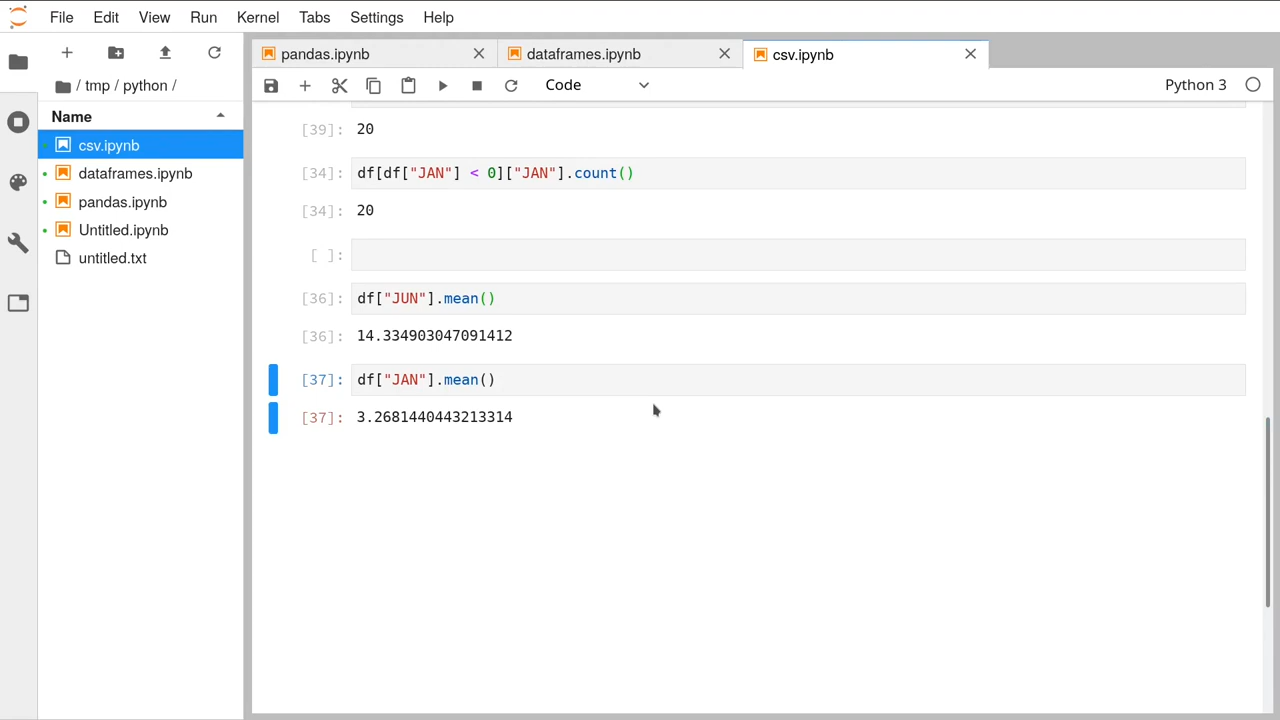 File Edit View Run Kernel Tabs Settings Help
pandas.ipynb dataframes.ipynb csv.ipynb
/ tmp / python /
Code Python 3
Name
csv.ipynb
dataframes.ipynb
pandas.ipynb
Untitled.ipynb
untitled.txt
[39]: 20
[34]: df[df["JAN"] < 0]["JAN"].count()
[34]: 20
[ ]:
[36]: df["JUN"].mean()
[36]: 14.334903047091412
[37]: df["JAN"].mean()
[37]: 3.2681440443213314